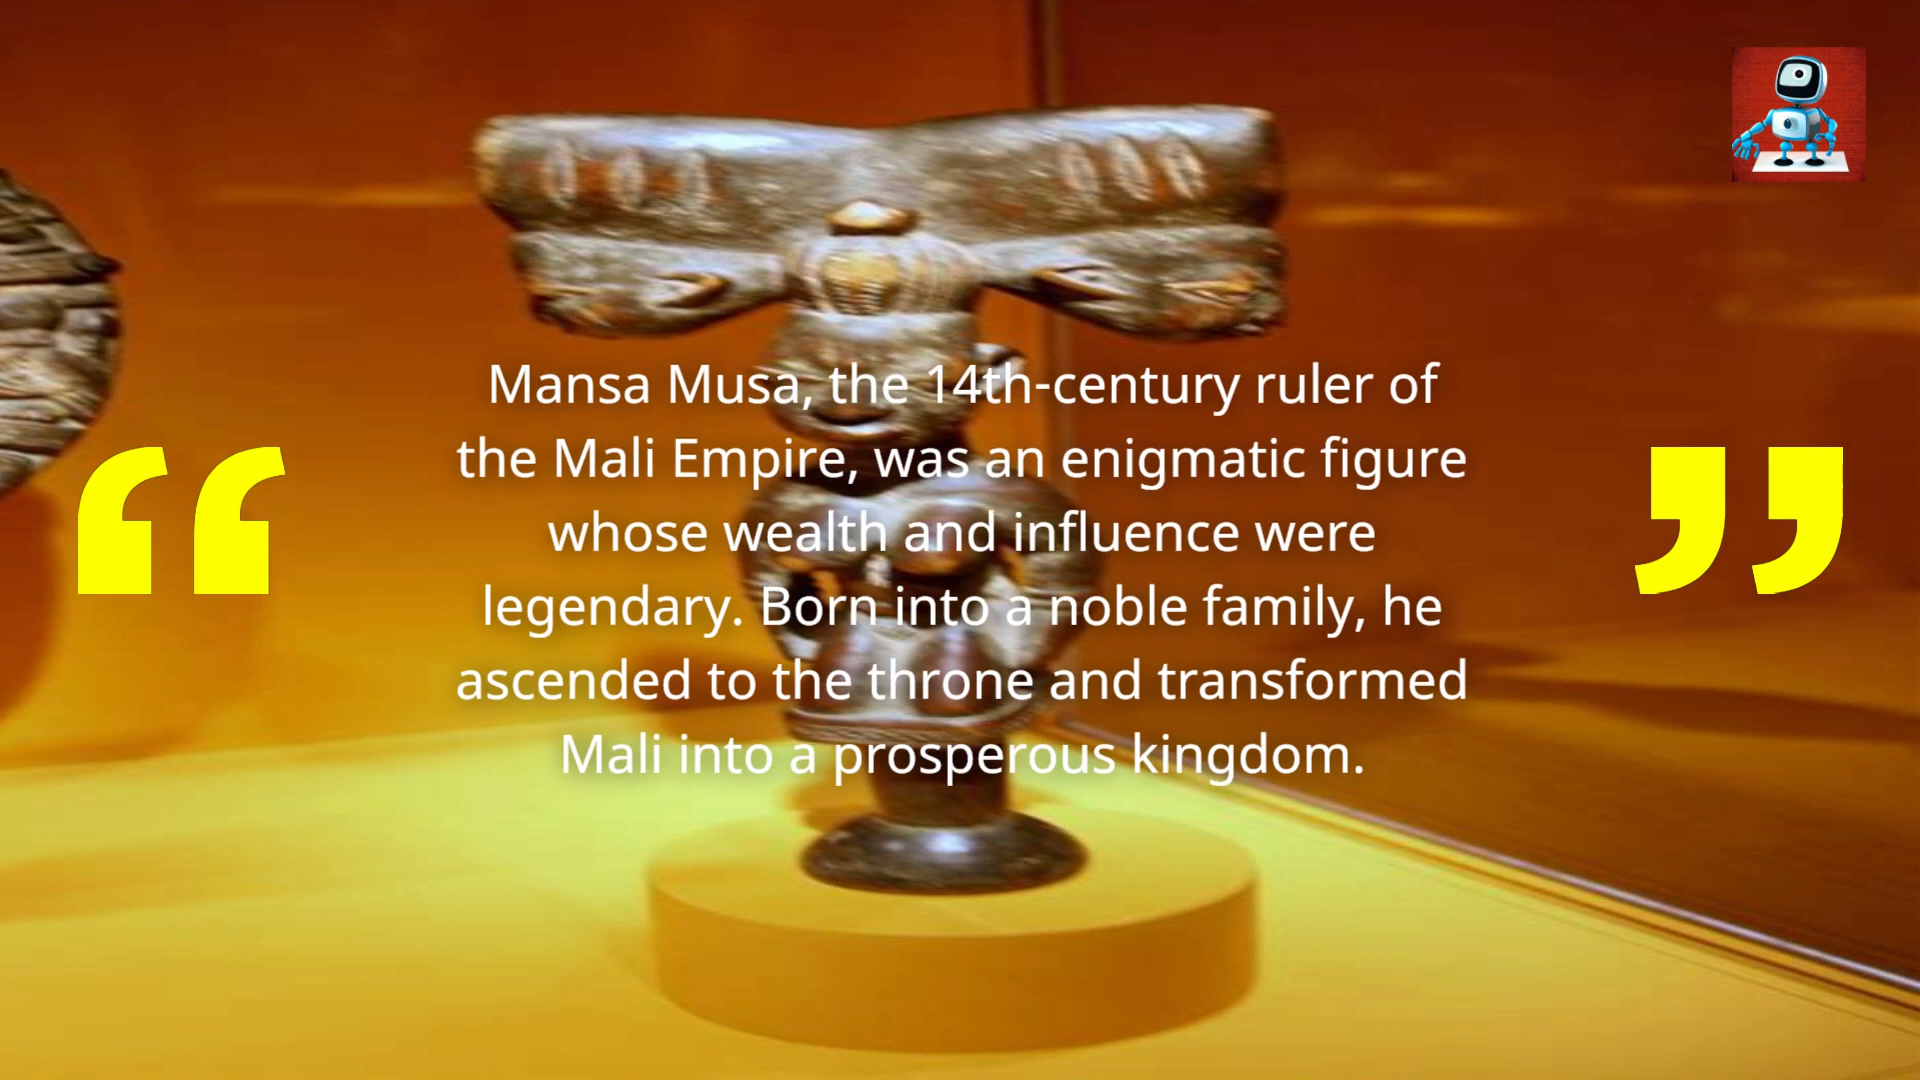 “
Mansa Musa, the 14th-century ruler of
the Mali Empire, was an enigmatic figure
whose wealth and influence were
legendary. Born into a noble family, he
ascended to the throne and transformed
Mali into a prosperous kingdom.
”